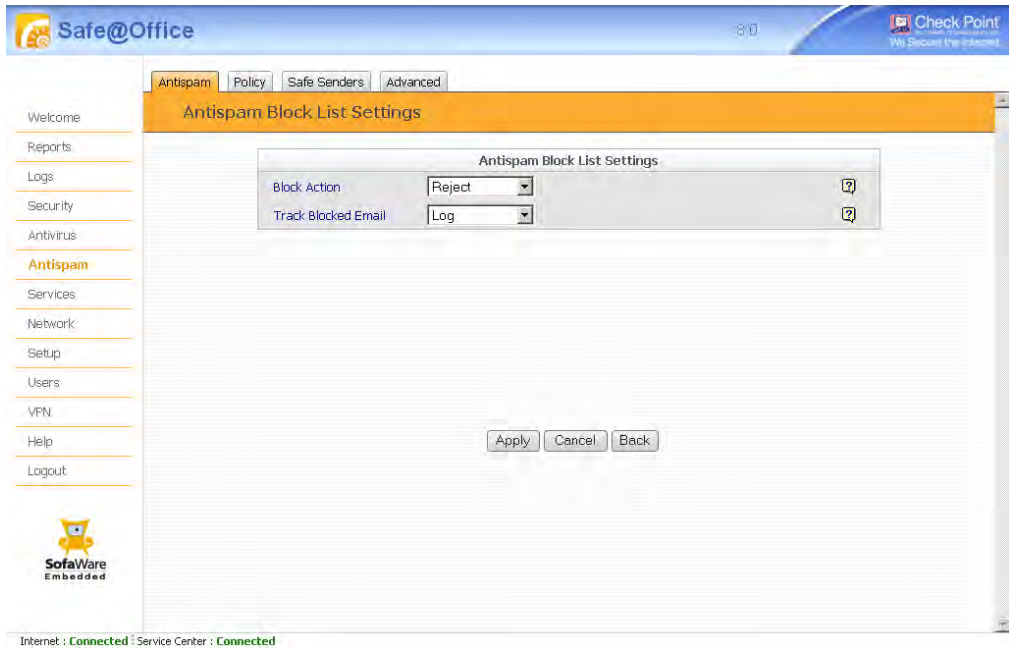 Safe@Office
8.0
Check Point
We Secure the Internet
Antispam Policy Safe Senders Advanced
Antispam Block List Settings
Welcome
Reports
Logs
Security
Antivirus
Antispam
Services
Network
Setup
Users
VPN
Help
Logout
Antispam Block List Settings
Block Action Reject ?
Track Blocked Email Log ?
Apply Cancel Back
SofaWare
Embedded
Internet : Connected Service Center : Connected